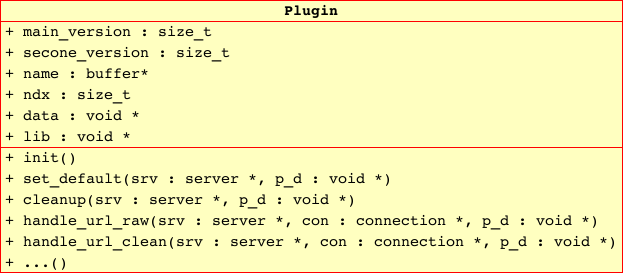 Plugin
+ main_version : size_t
+ secone_version : size_t
+ name : buffer*
+ ndx : size_t
+ data : void *
+ lib : void *
+ init()
+ set_default(srv : server *, p_d : void *)
+ cleanup(srv : server *, p_d : void *)
+ handle_url_raw(srv : server *, con : connection *, p_d : void *)
+ handle_url_clean(srv : server *, con : connection *, p_d : void *)
+ ...()